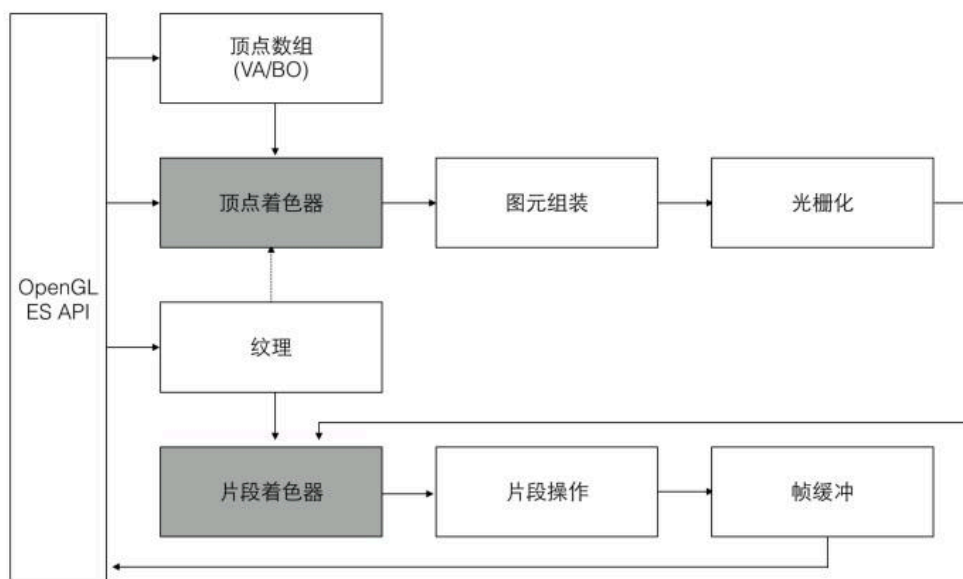 顶点数组
(VA/BO)
顶点着色器
图元组装
光栅化
OpenGL
ES API
纹理
片段着色器
片段操作
帧缓冲